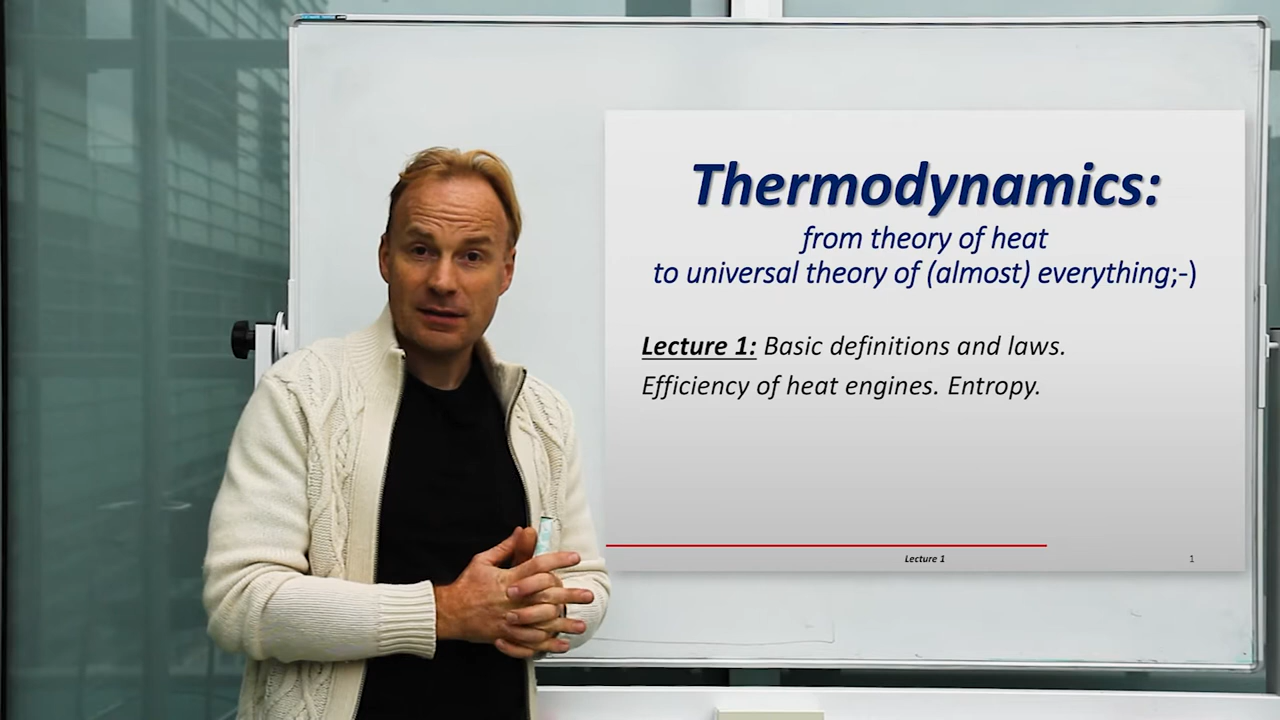 Thermodynamics:
from theory of heat
to universal theory of (almost) everything;-)
Lecture 1: Basic definitions and laws.
Efficiency of heat engines. Entropy.
Lecture 1
1